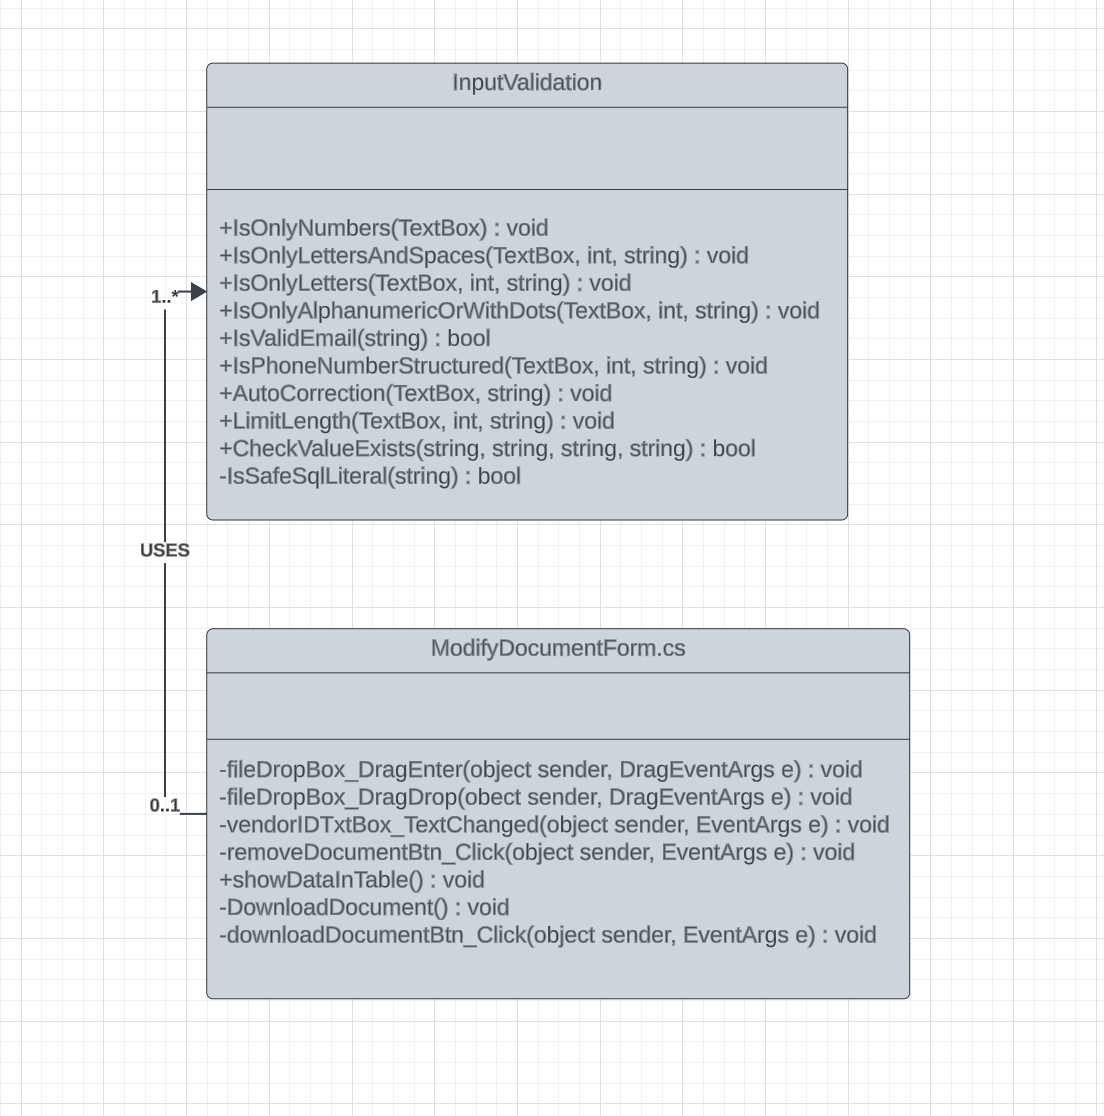 InputValidation
+IsOnlyNumbers(TextBox) : void
+IsOnlyLettersAndSpaces(TextBox, int, string) : void
+IsOnlyLetters(TextBox, int, string) : void
+IsOnlyAlphanumericOrWithDots(TextBox, int, string) : void
+IsValidEmail(string) : bool
+IsPhoneNumberStructured(TextBox, int, string) : void
+AutoCorrection(TextBox, string) : void
+LimitLength(TextBox, int, string) : void
+CheckValueExists(string, string, string, string) : bool
-IsSafeSqlLiteral(string) : bool
1..*
USES
0..1
ModifyDocumentForm.cs
-fileDropBox_DragEnter(object sender, DragEventArgs e) : void
-fileDropBox_DragDrop(obect sender, DragEventArgs e) : void
-vendorIDTxtBox_TextChanged(object sender, EventArgs e) : void
-removeDocumentBtn_Click(object sender, EventArgs e) : void
+showDataInTable() : void
-DownloadDocument() : void
-downloadDocumentBtn_Click(object sender, EventArgs e) : void